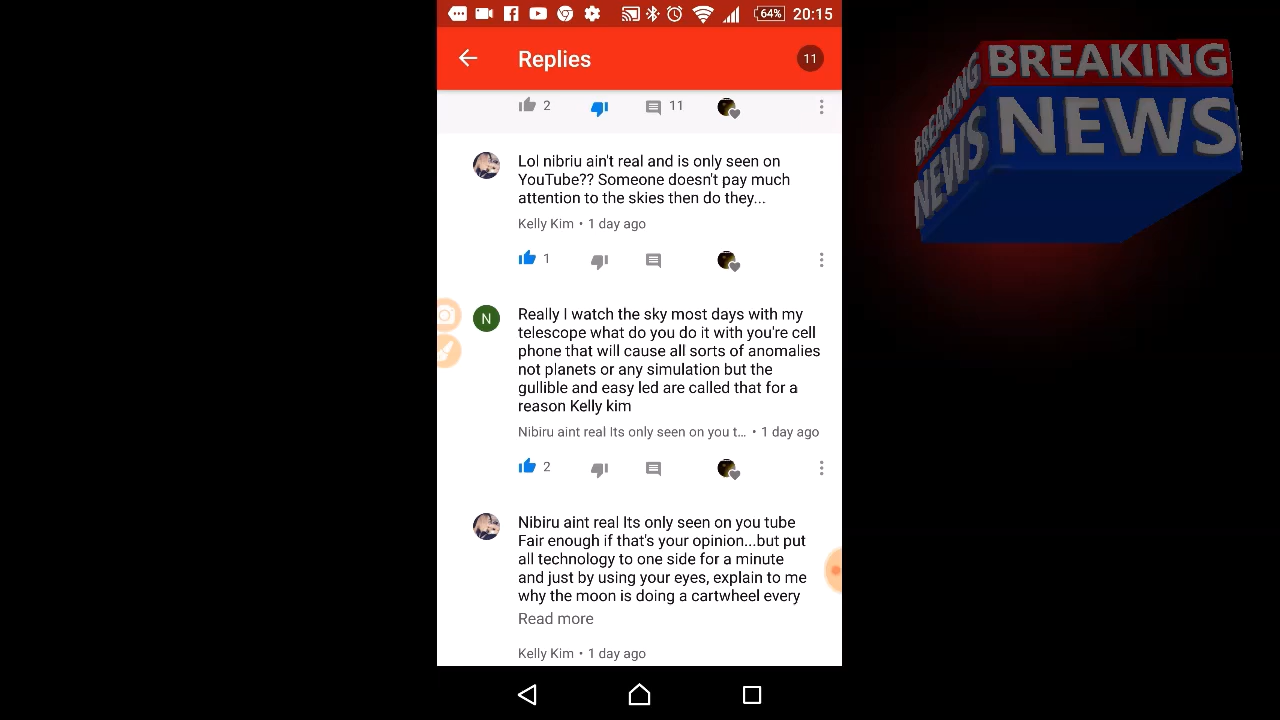 64% 20:15
Replies
11
2
11
Lol nibriu ain't real and is only seen on
YouTube?? Someone doesn't pay much
attention to the skies then do they...
Kelly Kim • 1 day ago
1
N
Really I watch the sky most days with my
telescope what do you do it with you're cell
phone that will cause all sorts of anomalies
not planets or any simulation but the
gullible and easy led are called that for a
reason Kelly kim
Nibiru aint real Its only seen on you t... • 1 day ago
2
Nibiru aint real Its only seen on you tube
Fair enough if that's your opinion...but put
all technology to one side for a minute
and just by using your eyes, explain to me
why the moon is doing a cartwheel every
Read more
Kelly Kim • 1 day ago
BREAKING
NEWS
BREAKING
NEWS